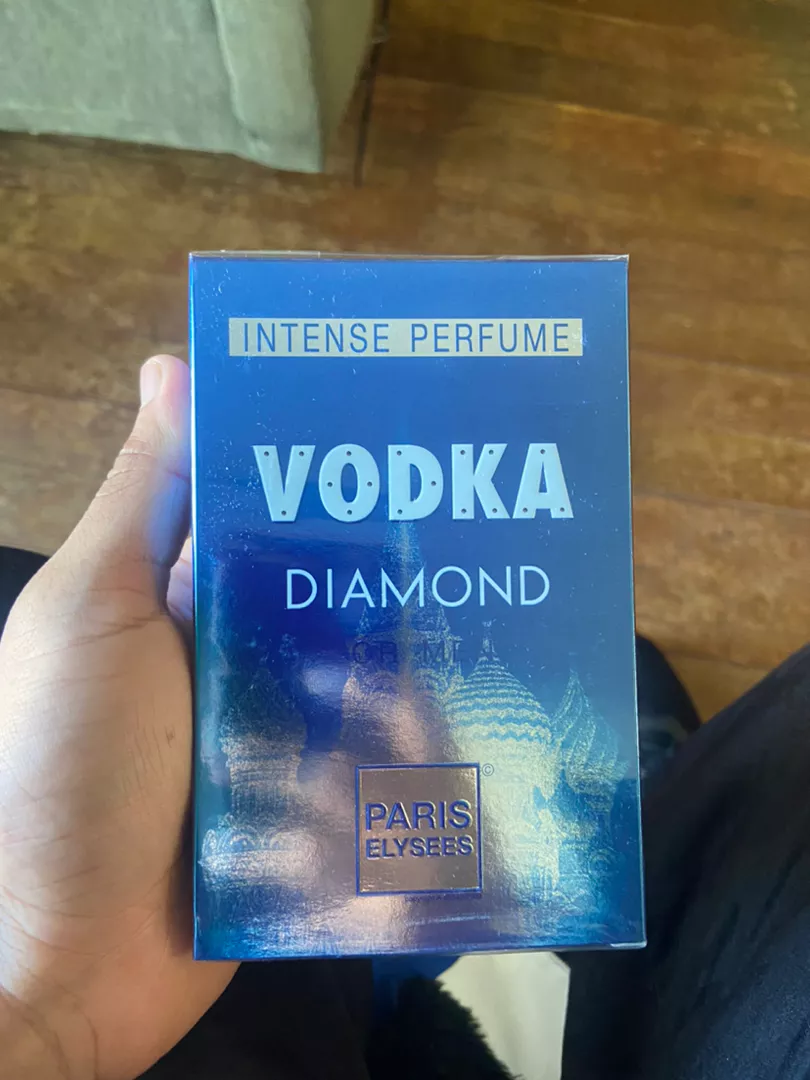 INTENSE PERFUME
VODKA
DIAMOND
©
PARIS
ELYSEES